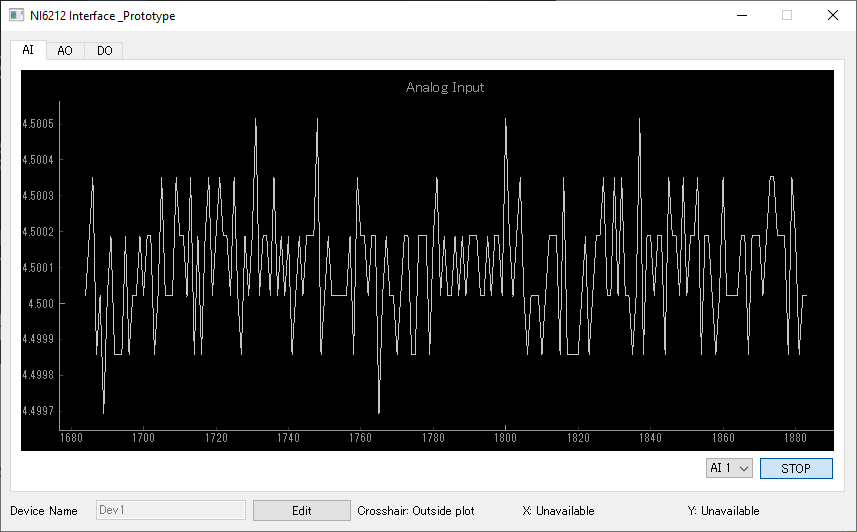 NI6212 Interface _Prototype
AI AO DO
Analog Input
4.5005
4.5004
4.5003
4.5002
4.5001
4.500
4.4999
4.4998
4.4997
1680 1700 1720 1740 1760 1780 1800 1820 1840 1860 1880
AI 1 STOP
Device Name Dev1 Edit Crosshair: Outside plot X: Unavailable Y: Unavailable